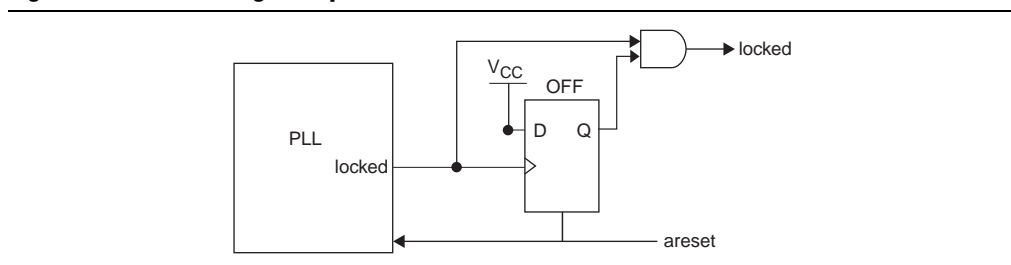 locked
VCC
OFF
D Q
PLL
locked
areset